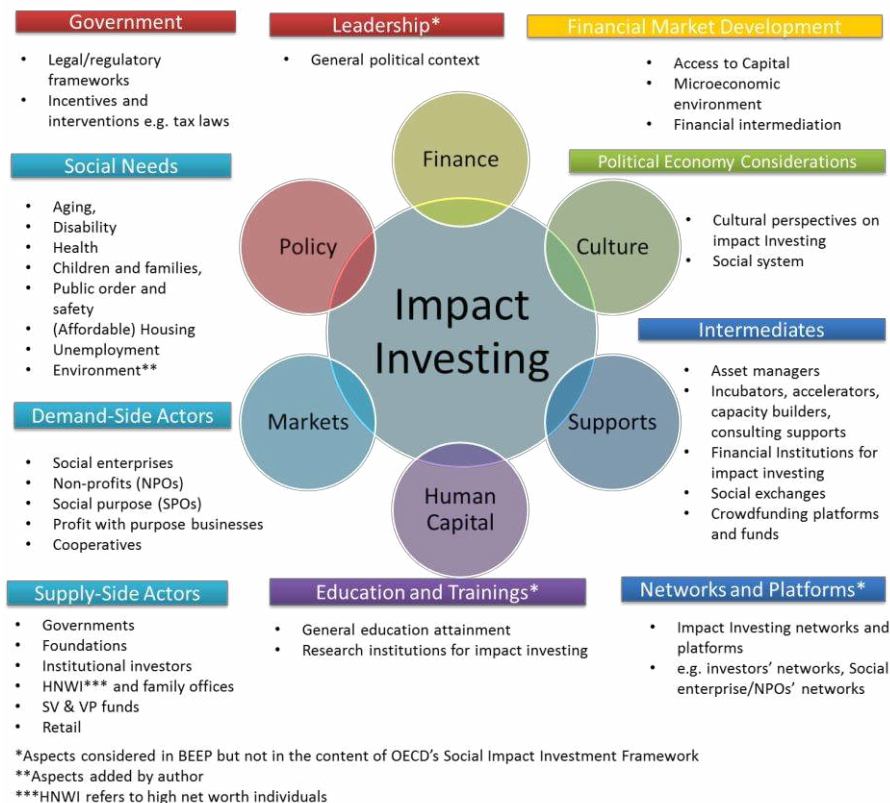 Government
• Legal/regulatory
frameworks
• Incentives and
interventions e.g. tax laws
Leadership*
• General political context
Financial Market Development
• Access to Capital
• Microeconomic
environment
• Financial intermediation
Social Needs
• Aging,
• Disability
• Health
• Children and families,
• Public order and
safety
• (Affordable) Housing
• Unemployment
• Environment**
Finance
Policy
Culture
Impact
Investing
Markets
Supports
Human
Capital
Political Economy Considerations
• Cultural perspectives on
impact Investing
• Social system
Intermediates
• Asset managers
• Incubators, accelerators,
capacity builders,
consulting supports
• Financial Institutions for
impact investing
• Social exchanges
• Crowdfunding platforms
and funds
Demand-Side Actors
• Social enterprises
• Non-profits (NPOs)
• Social purpose (SPOs)
• Profit with purpose businesses
• Cooperatives
Supply-Side Actors
• Governments
• Foundations
• Institutional investors
• HNWI*** and family offices
• SV & VP funds
• Retail
Education and Trainings*
• General education attainment
• Research institutions for impact investing
Networks and Platforms*
• Impact Investing networks and
platforms
• e.g. investors’ networks, Social
enterprise/NPOs’ networks
*Aspects considered in BEEP but not in the content of OECD’s Social Impact Investment Framework
**Aspects added by author
***HNWI refers to high net worth individuals